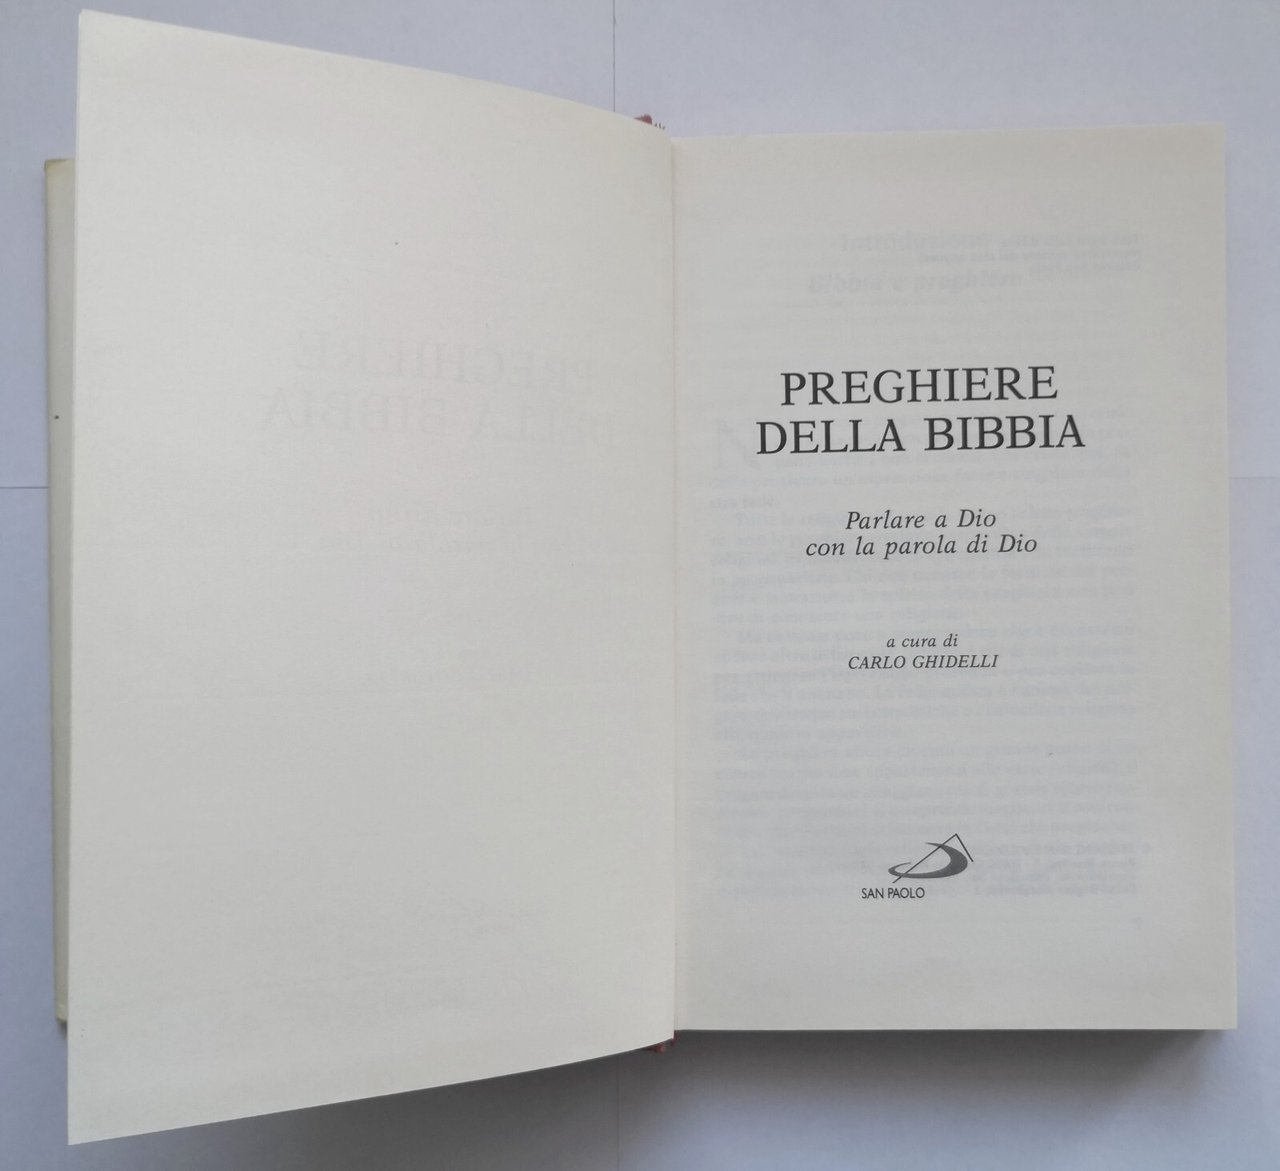 PREGHIERE
DELLA BIBBIA
Parlare a Dio
con la parola di Dio
a cura di
CARLO GHIDELLI
SAN PAOLO